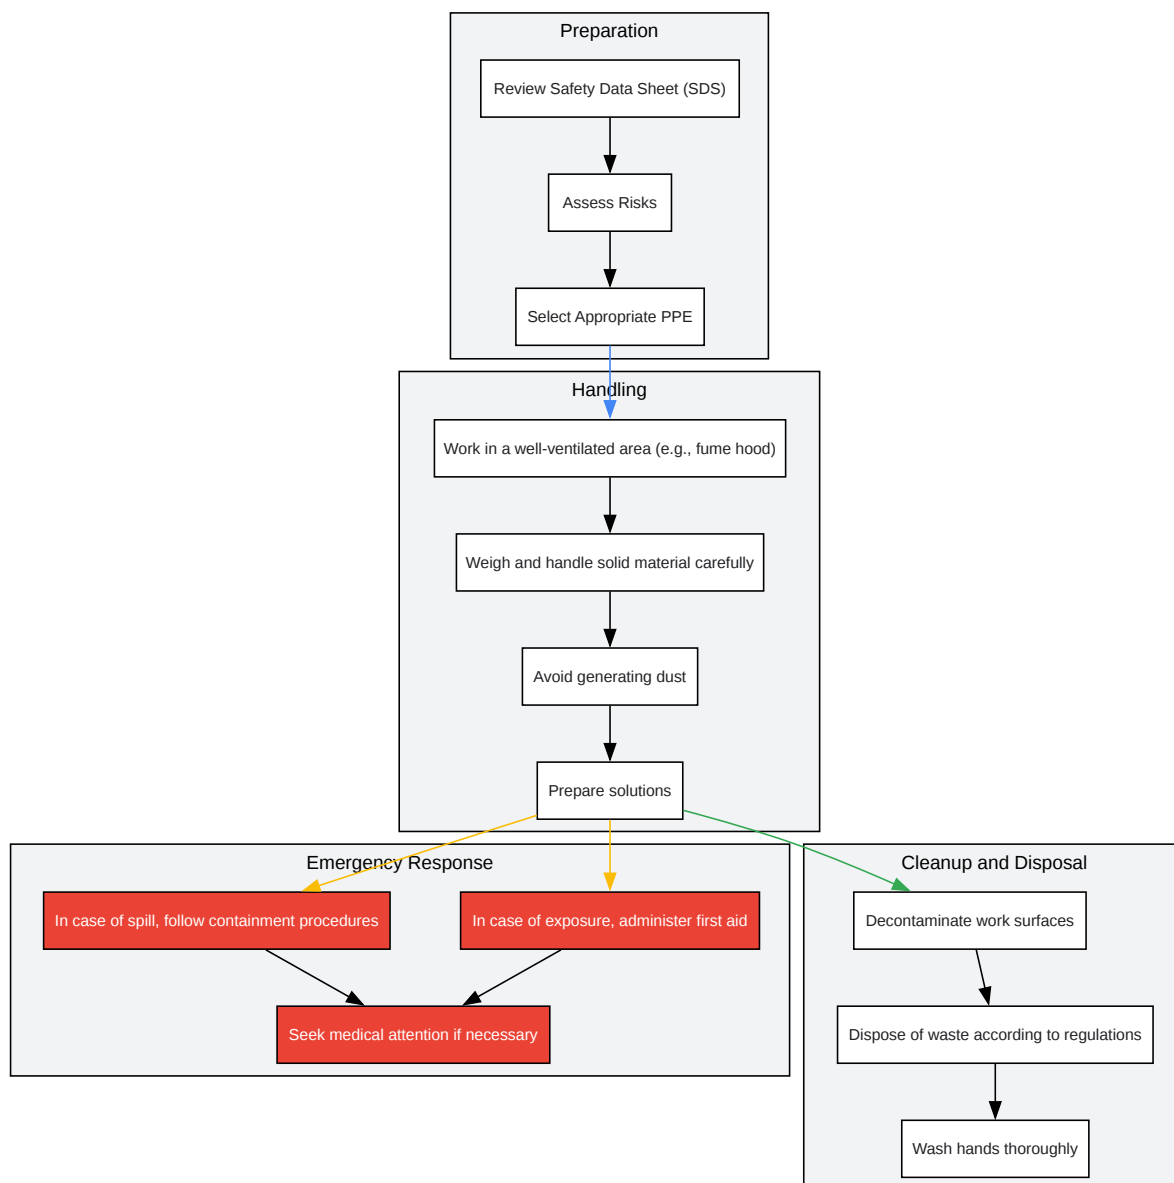 Preparation
Review Safety Data Sheet (SDS)
Assess Risks
Select Appropriate PPE
Handling
Work in a well-ventilated area (e.g., fume hood)
Weigh and handle solid material carefully
Avoid generating dust
Prepare solutions
Emergency Response
In case of spill, follow containment procedures
In case of exposure, administer first aid
Seek medical attention if necessary
Cleanup and Disposal
Decontaminate work surfaces
Dispose of waste according to regulations
Wash hands thoroughly